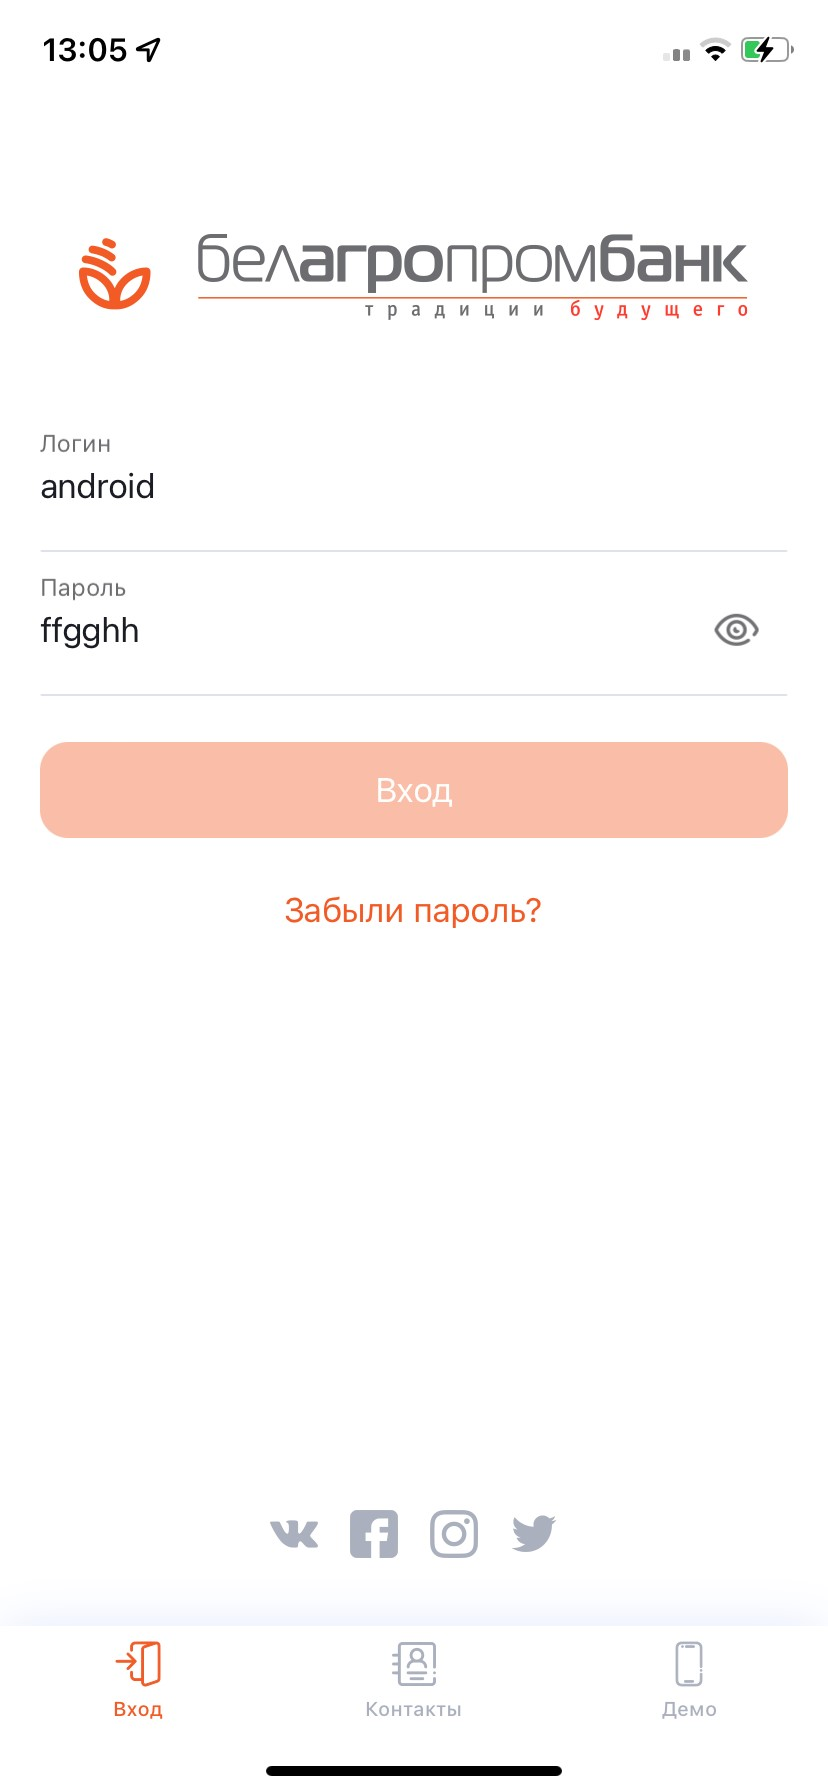 13:05
белагропромбанк
традиции будущего
Логин
android
Пароль
ffgghh
Вход
Забыли пароль?
Вход
Контакты
Демо